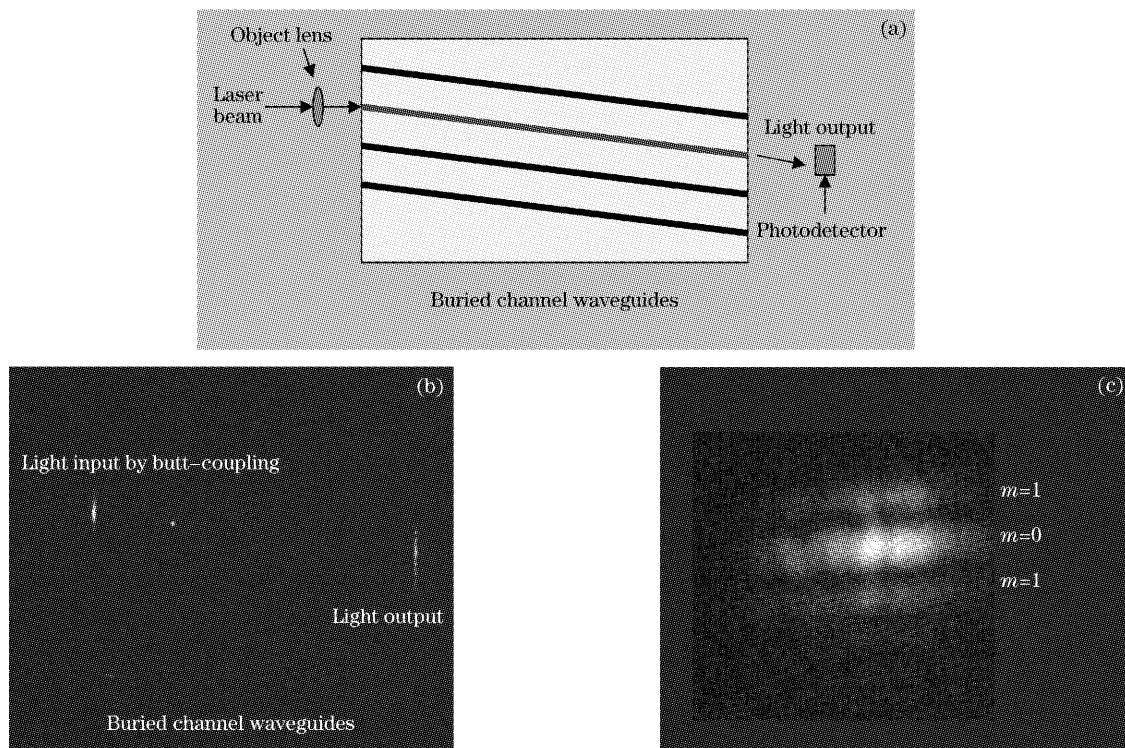 (a)
Object lens
Laser
beam
Light output
Photodetector
Buried channel waveguides
(b)
Light input by butt-coupling
Light output
Buried channel waveguides
(c)
m=1
m=0
m=1